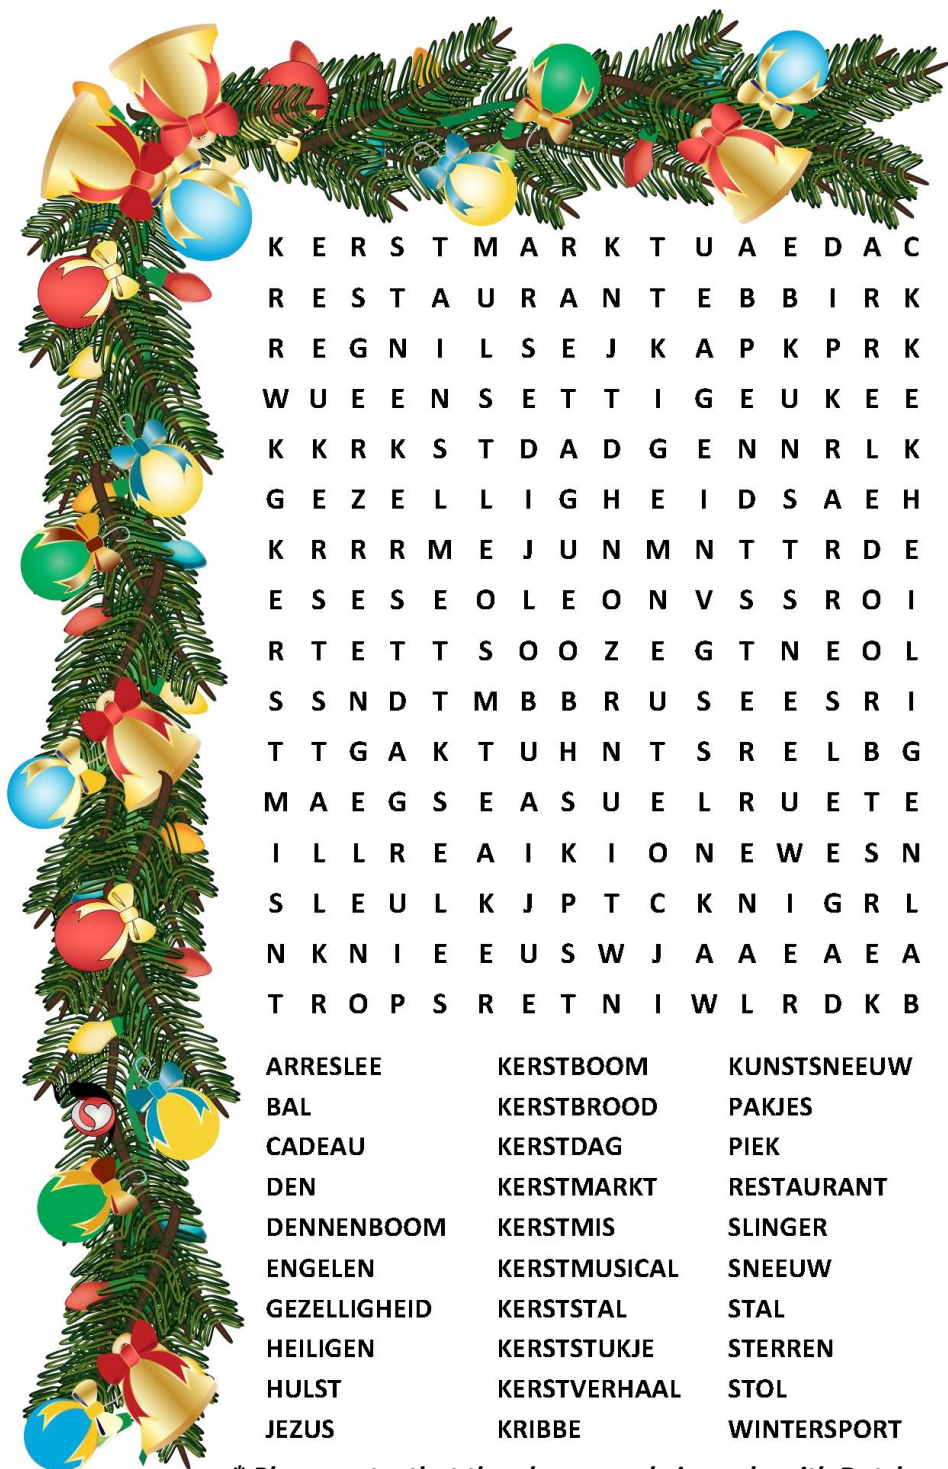 K E R S T M A R K T U A E D A C
R E S T A U R A N T E B B I R K
R E G N I L S E J K A P K P R K
W U E E N S E T T I G E U K E E
K K R K S T D A D G E N N R L K
G E Z E L L I G H E I D S A E H
K R R R M E J U N M N T T R D E
E S E S E O L E O N V S S R O I
R T E T T S O O Z E G T N E O L
S S N D T M B B R U S E E S R I
T T G A K T U H N T S R E L B G
M A E G S E A S U E L R U E T E
I L L R E A I K I O N E W E S N
S L E U L K J P T C K N I G R L
N K N I E E U S W J A A E A E A
T R O P S R E T N I W L R D K B
ARRESLEE KERSTBOOM KUNSTSNEEUW
BAL KERSTBROOD PAKJES
CADEAU KERSTDAG PIEK
DEN KERSTMARKT RESTAURANT
DENNENBOOM KERSTMIS SLINGER
ENGELEN KERSTMUSICAL SNEEUW
GEZELLIGHEID KERSTSTAL STAL
HEILIGEN KERSTSTUKJE STERREN
HULST KERSTVERHAAL STOL
JEZUS KRIBBE WINTERSPORT